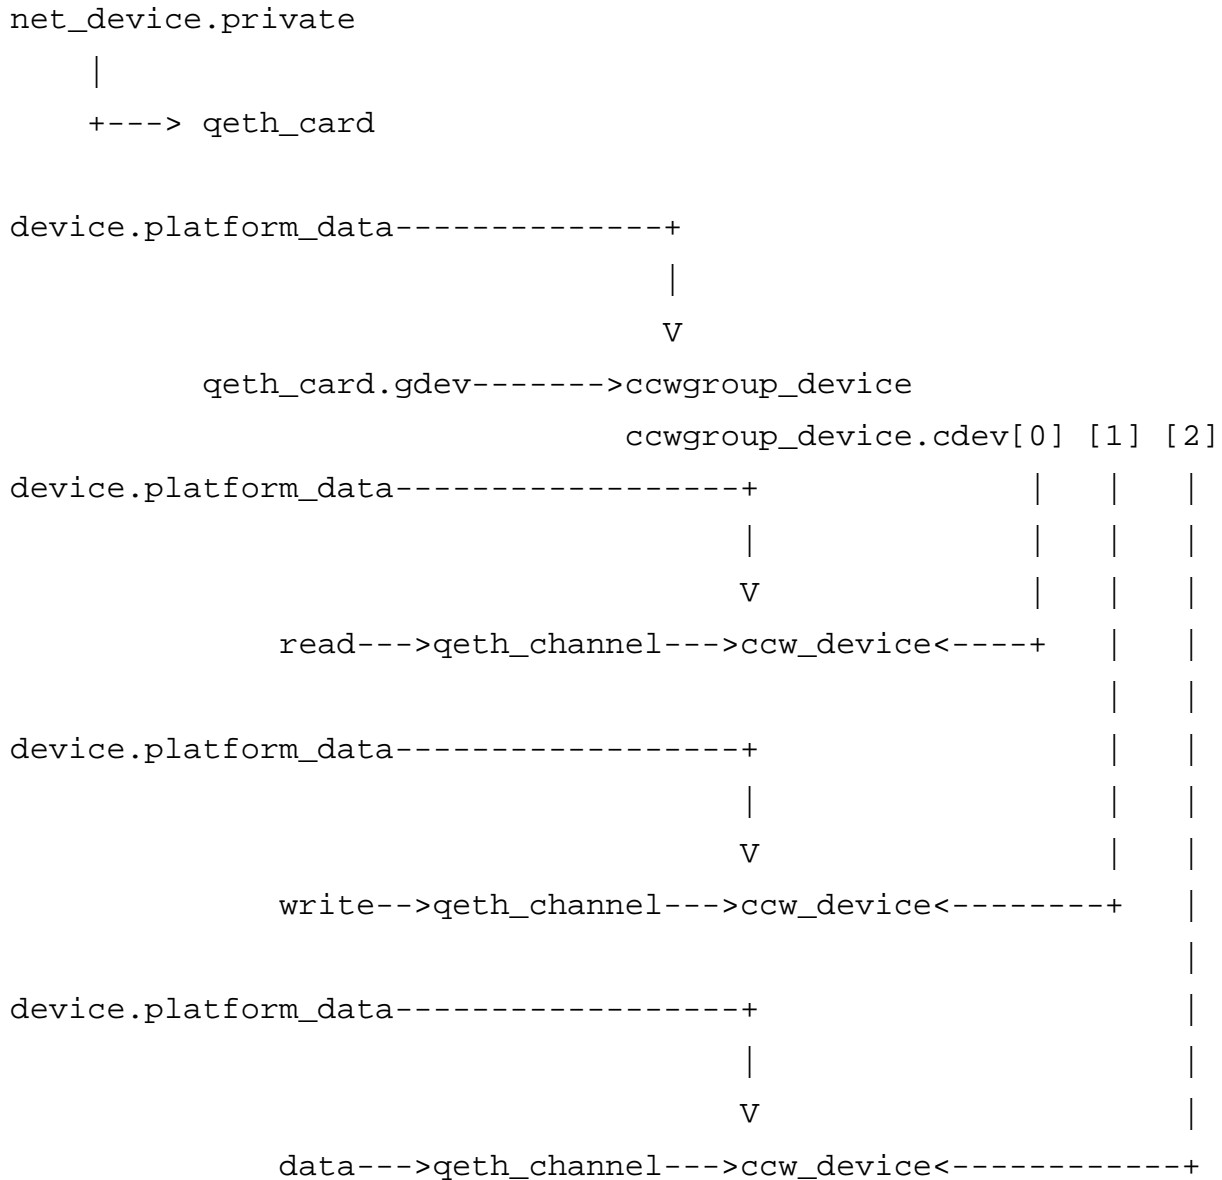 net_device.private
    |
    +---> qeth_card

device.platform_data--------------+
                                  |
                                  V
          qeth_card.gdev------->ccwgroup_device
                                ccwgroup_device.cdev[0] [1] [2]
device.platform_data------------------+              |   |   |
                                      |              |   |   |
                                      V              |   |   |
              read--->qeth_channel--->ccw_device<----+   |   |
                                                         |   |
device.platform_data------------------+                  |   |
                                      |                  |   |
                                      V                  |   |
              write-->qeth_channel--->ccw_device<--------+   |
                                                             |
device.platform_data------------------+                      |
                                      |                      |
                                      V                      |
              data--->qeth_channel--->ccw_device<------------+